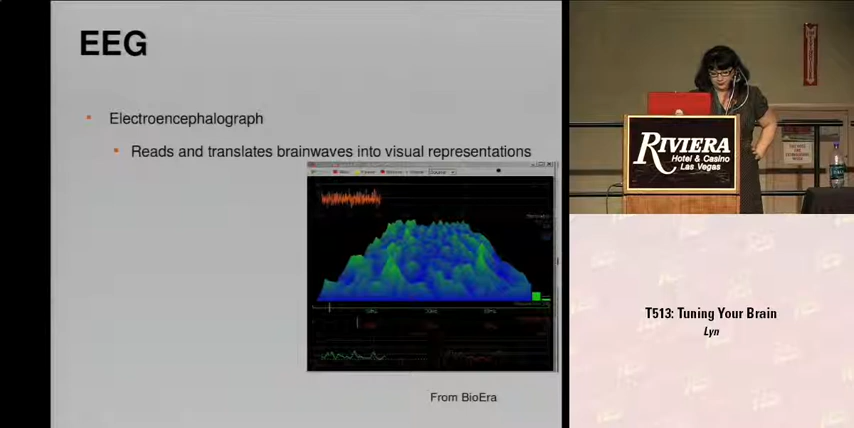 EEG
Electroencephalograph
Reads and translates brainwaves into visual representations
From BioEra
RIVIERA
Hotel & Casino
Las Vegas
T513: Tuning Your Brain
Lyn